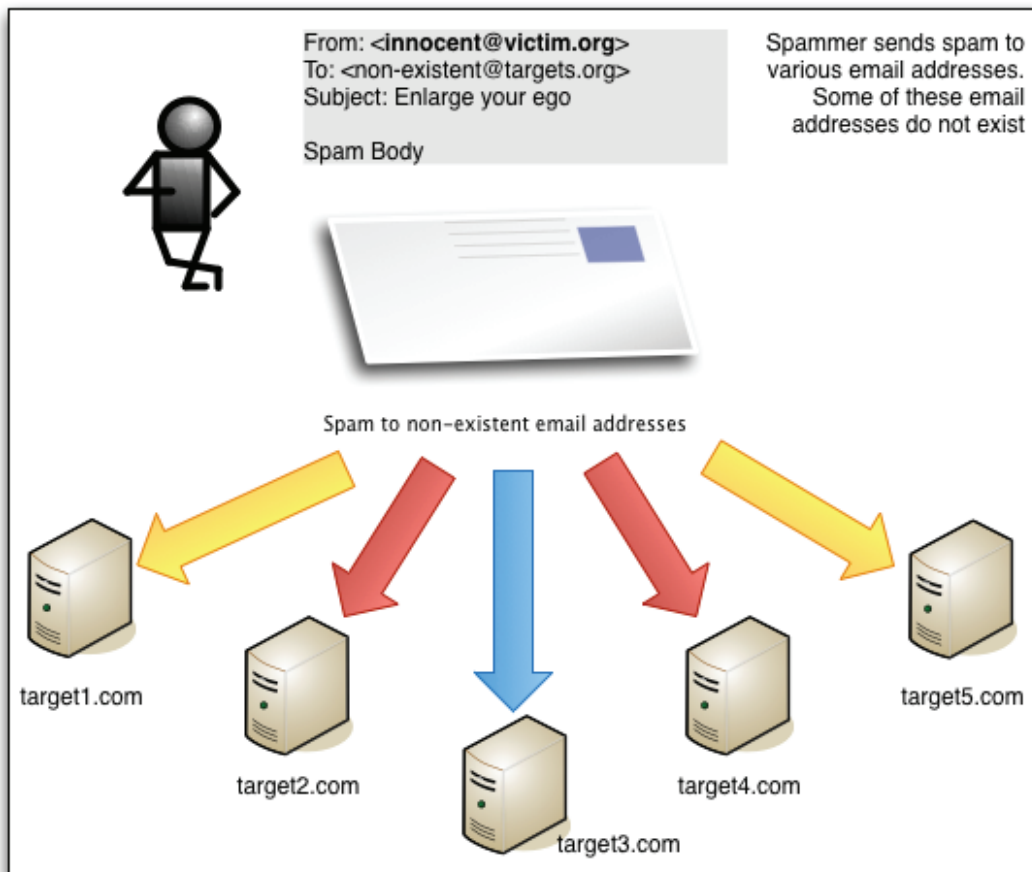 From: <innocent@victim.org>
To: <non-existent@targets.org>
Subject: Enlarge your ego
Spam Body
Spammer sends spam to
various email addresses.
Some of these email
addresses do not exist
Spam to non-existent email addresses
target1.com
target2.com
target3.com
target4.com
target5.com